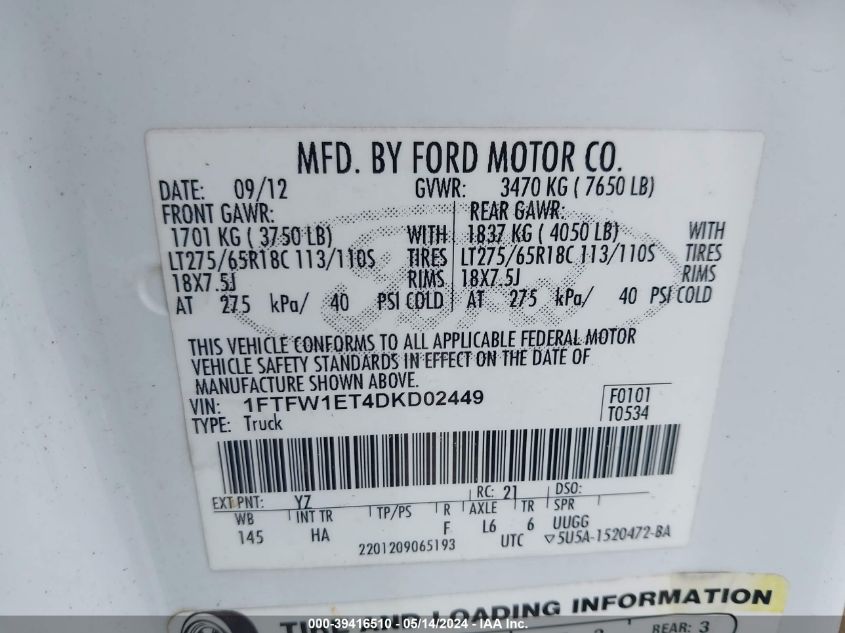 MFD. BY FORD MOTOR CO.
DATE: 09/12 GVWR: 3470 KG ( 7650 LB)
FRONT GAWR: REAR GAWR:
1701 KG ( 3750 LB) WITH 1837 KG ( 4050 LB) WITH
LT275/65R18C 113/110S TIRES LT275/65R18C 113/110S TIRES
18X7.5J RIMS 18X7.5J RIMS
AT 275 kPa/ 40 PSI COLD AT 275 kPa/ 40 PSI COLD
THIS VEHICLE CONFORMS TO ALL APPLICABLE FEDERAL MOTOR
VEHICLE SAFETY STANDARDS IN EFFECT ON THE DATE OF
MANUFACTURE SHOWN ABOVE.
VIN: 1FTFW1ET4DKD02449 F0101
TYPE: Truck T0534
EXT PNT: YZ RC: 21 DSO:
WB INT TR TP/PS R AXLE TR SPR
145 HA F L6 6 UUGG
2201209065193 UTC ▽5U5A-1520472-BA
TIRE AND LOADING INFORMATION
REAR: 3
000-39416510 - 05/14/2024 - IAA Inc.